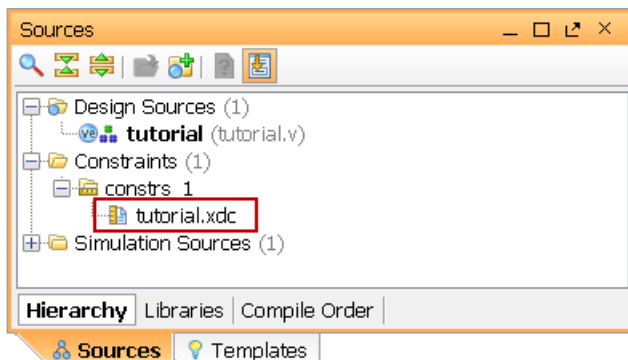 Sources
Design Sources (1)
tutorial (tutorial.v)
Constraints (1)
constrs_1
tutorial.xdc
Simulation Sources (1)
Hierarchy Libraries Compile Order
Sources Templates